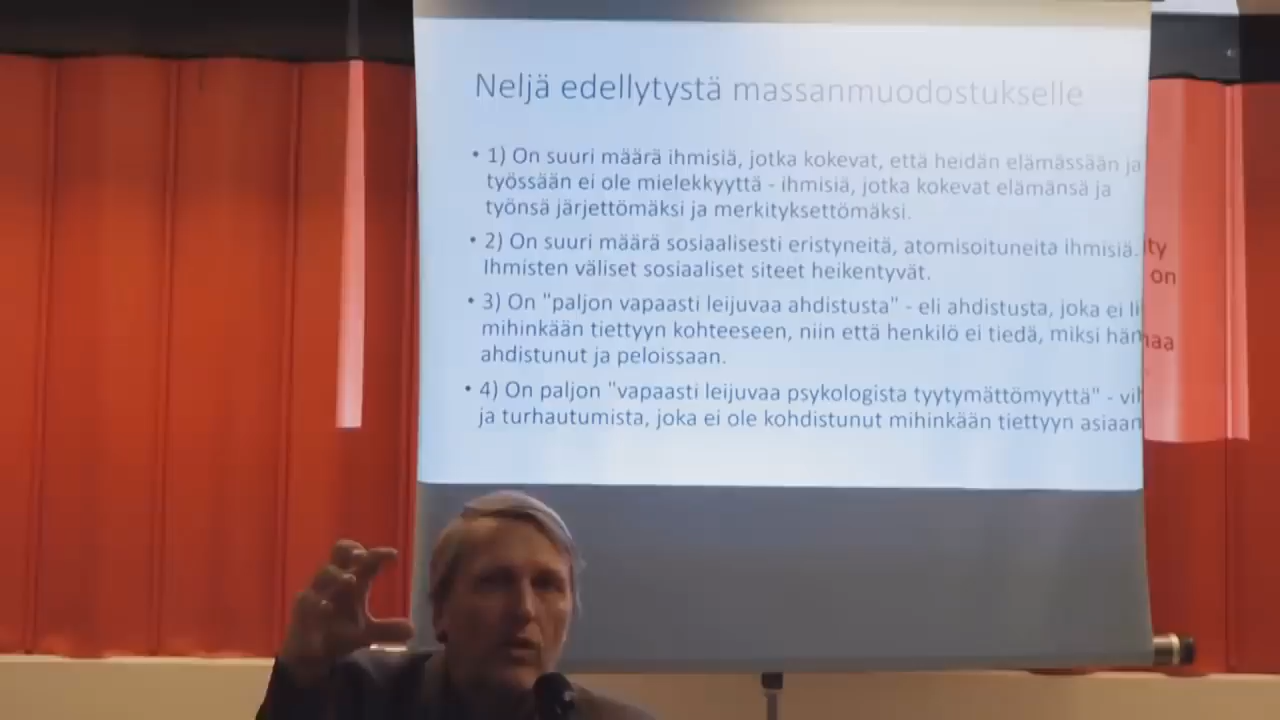 Neljä edellytystä massanmuodostukselle
• 1) On suuri määrä ihmisiä, jotka kokevat, että heidän elämässään ja
työssään ei ole mielekkyyttä - ihmisiä, jotka kokevat elämänsä ja
työnsä järjettömäksi ja merkityksettömäksi.
• 2) On suuri määrä sosiaalisesti eristyneitä, atomisoituneita ihmisiä.
Ihmisten väliset sosiaaliset siteet heikentyvät.
• 3) On "paljon vapaasti leijuvaa ahdistusta" - eli ahdistusta, joka ei li
mihinkään tiettyyn kohteeseen, niin että henkilö ei tiedä, miksi hän
ahdistunut ja peloissaan.
• 4) On paljon "vapaasti leijuvaa psykologista tyytymättömyyttä" - vih
ja turhautumista, joka ei ole kohdistunut mihinkään tiettyyn asiaan
ity
on